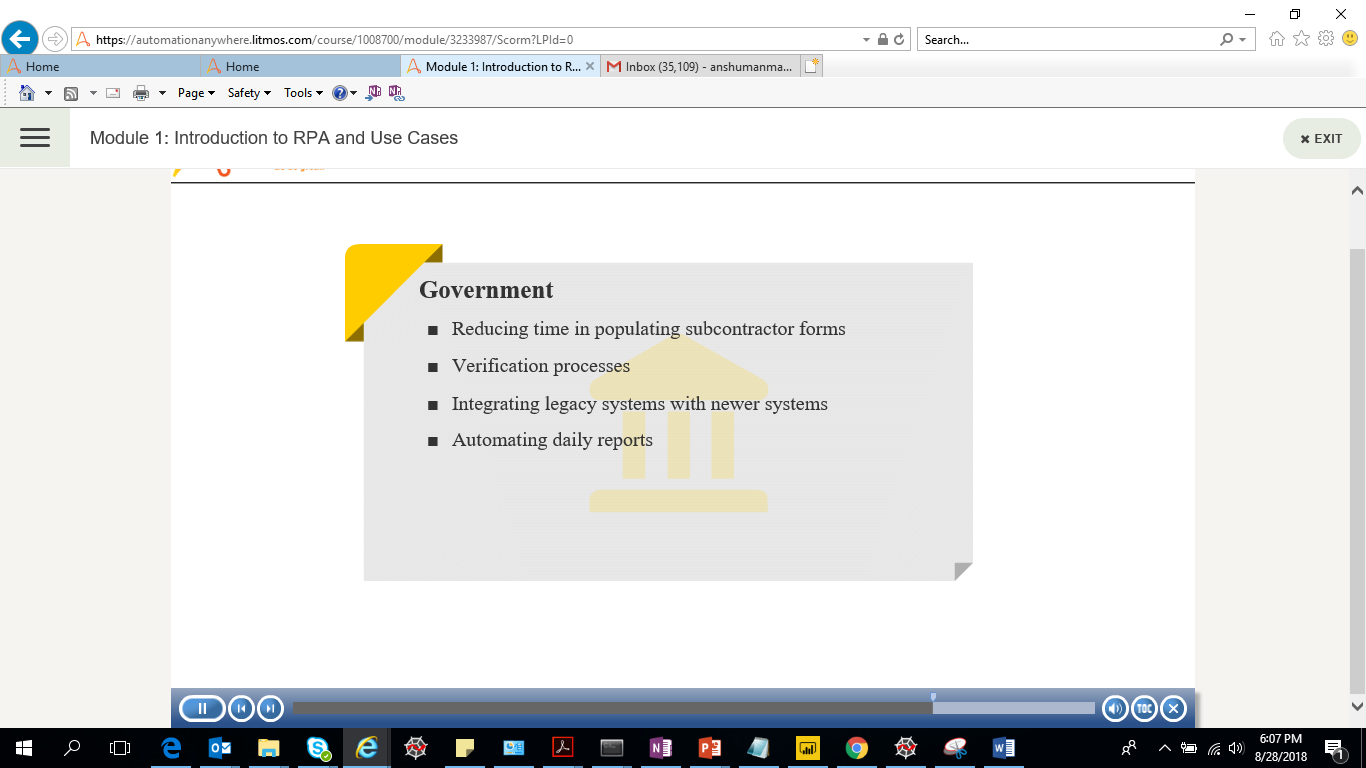 https://automationanywhere.litmos.com/course/1008700/module/3233987/Scorm?LPId=0
Search...
Home
Home
Module 1: Introduction to R...
Inbox (35,109) - anshumanma...
Page
Safety
Tools
Module 1: Introduction to RPA and Use Cases
EXIT
Government
Reducing time in populating subcontractor forms
Verification processes
Integrating legacy systems with newer systems
Automating daily reports
TOC
6:07 PM
8/28/2018
1